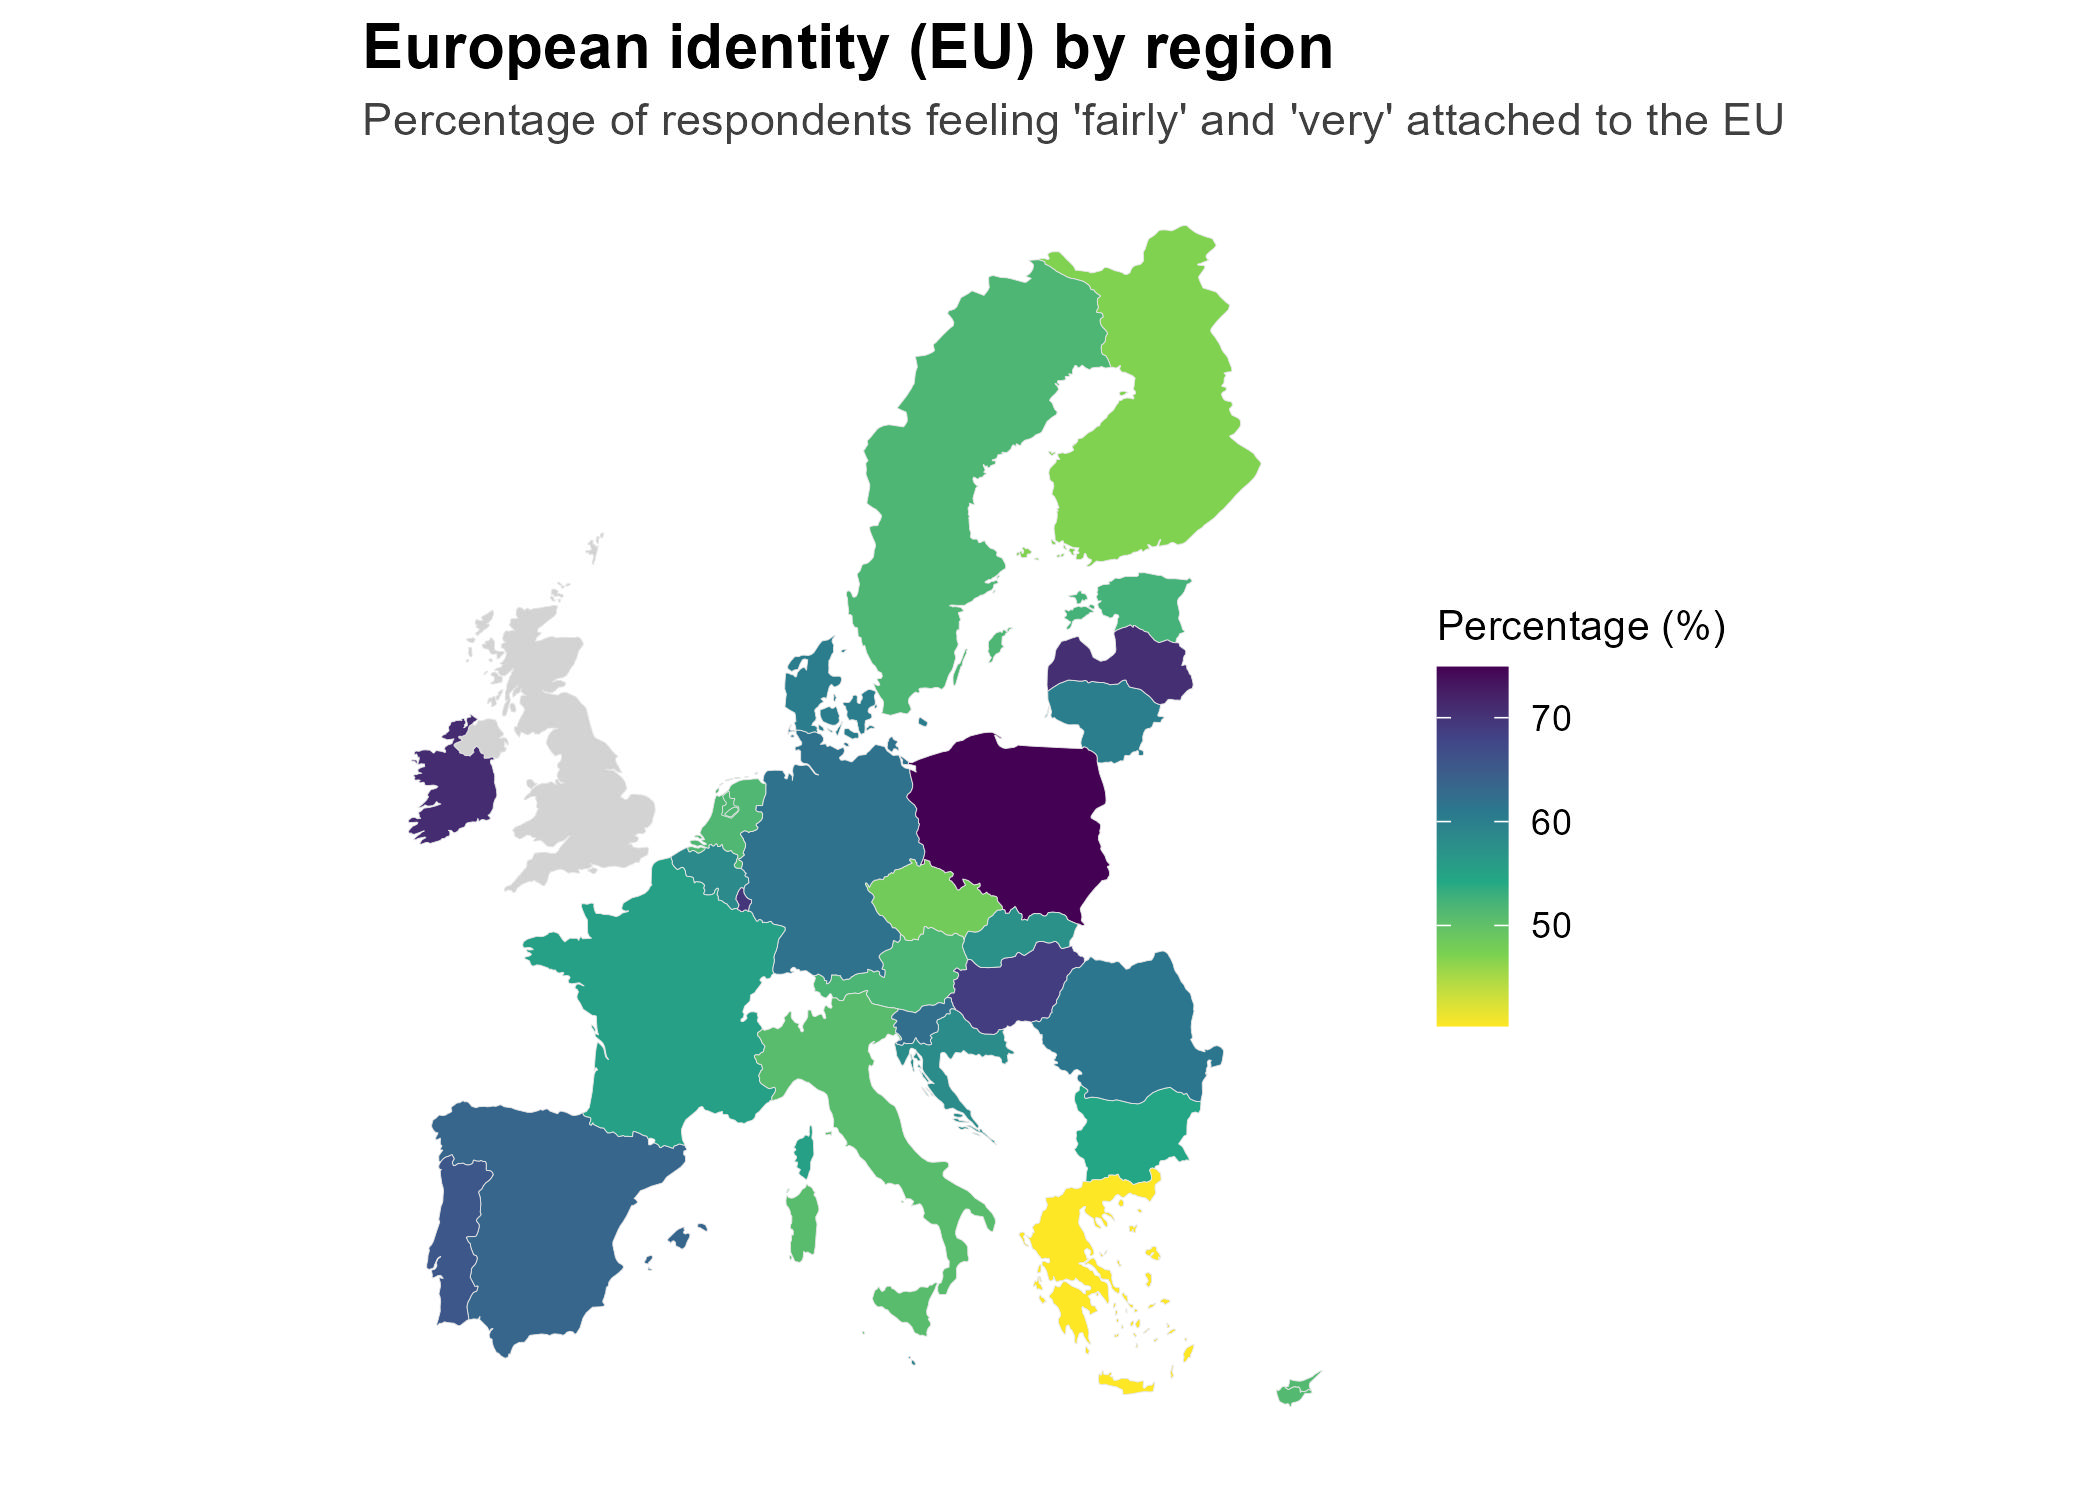 European identity (EU) by region
Percentage of respondents feeling 'fairly' and 'very' attached to the EU
Percentage (%)
70
60
50